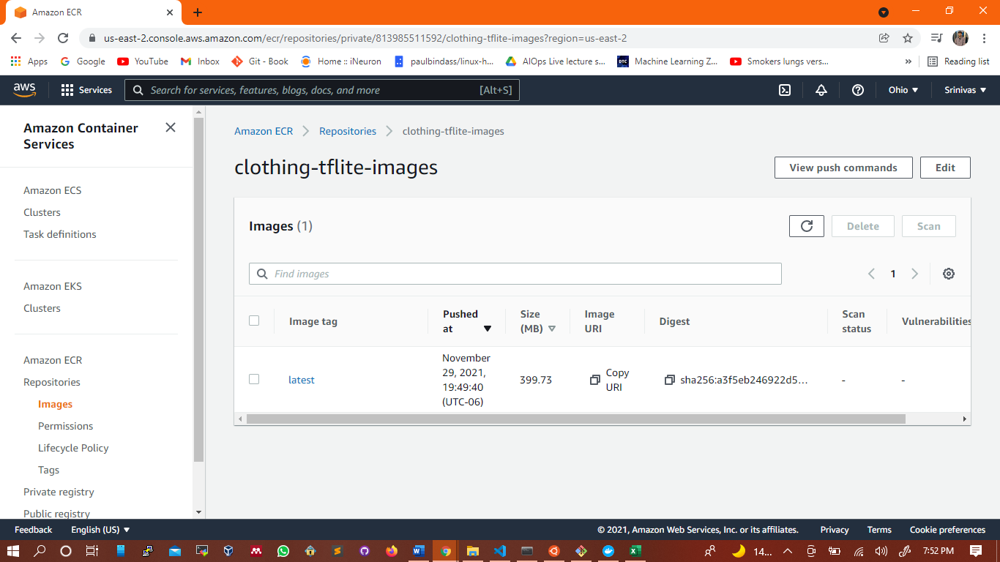 Amazon ECR
us-east-2.console.aws.amazon.com/ecr/repositories/private/813985511592/clothing-tflite-images?region=us-east-2
Apps
Google
YouTube
Inbox
Git - Book
Home :: iNeuron
paulbindass/linux-h...
AIOps Live lecture s...
DTC
Machine Learning Z...
Smokers lungs vers...
»
Reading list
aws
Services
Search for services, features, blogs, docs, and more
[Alt+S]
Ohio
Srinivas
Amazon Container
Services
Amazon ECS
Clusters
Task definitions
Amazon EKS
Clusters
Amazon ECR
Repositories
Images
Permissions
Lifecycle Policy
Tags
Private registry
Public registry
Amazon ECR
Repositories
clothing-tflite-images
clothing-tflite-images
View push commands
Edit
Images (1)
Delete
Scan
Find images
1
Image tag
Pushed
at
Size
(MB)
Image
URI
Digest
Scan
status
Vulnerabilities
latest
November
29, 2021,
19:49:40
(UTC-06)
399.73
Copy
URI
sha256:a3f5eb246922d5...
-
-
Feedback
English (US)
© 2021, Amazon Web Services, Inc. or its affiliates.
Privacy
Terms
Cookie preferences
14...
7:52 PM